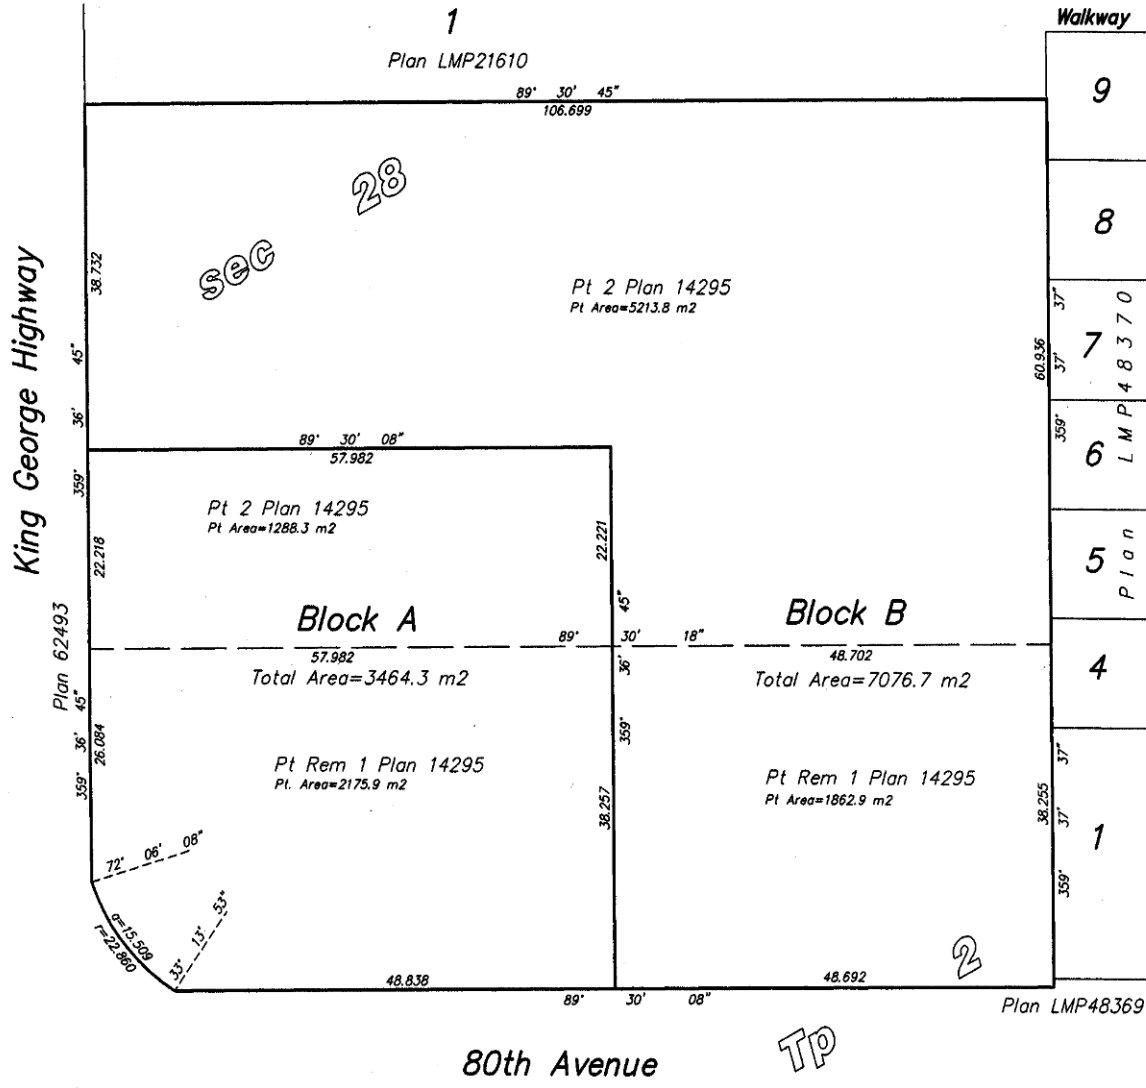 1
Plan LMP21610
Walkway
89° 30' 45"
106.699
9
8
7
6
5
4
1
Plan LMP48370
sec 28
King George Highway
Plan 62493
38.732
359° 36' 45"
22.218
359° 36' 45"
26.084
Pt 2 Plan 14295
Pt Area=5213.8 m2
359° 37' 37"
60.936
89° 30' 08"
57.982
Pt 2 Plan 14295
Pt Area=1288.3 m2
22.221
Block A
Block B
89° 30' 18"
57.982
48.702
Total Area=3464.3 m2
Total Area=7076.7 m2
359° 36' 45"
38.257
Pt Rem 1 Plan 14295
Pt. Area=2175.9 m2
Pt Rem 1 Plan 14295
Pt Area=1862.9 m2
359° 37' 37"
38.255
72° 06' 08"
33° 13' 53"
a=15.509
r=22.860
48.838
48.692
89° 30' 08"
2
Tp
Plan LMP48369
80th Avenue